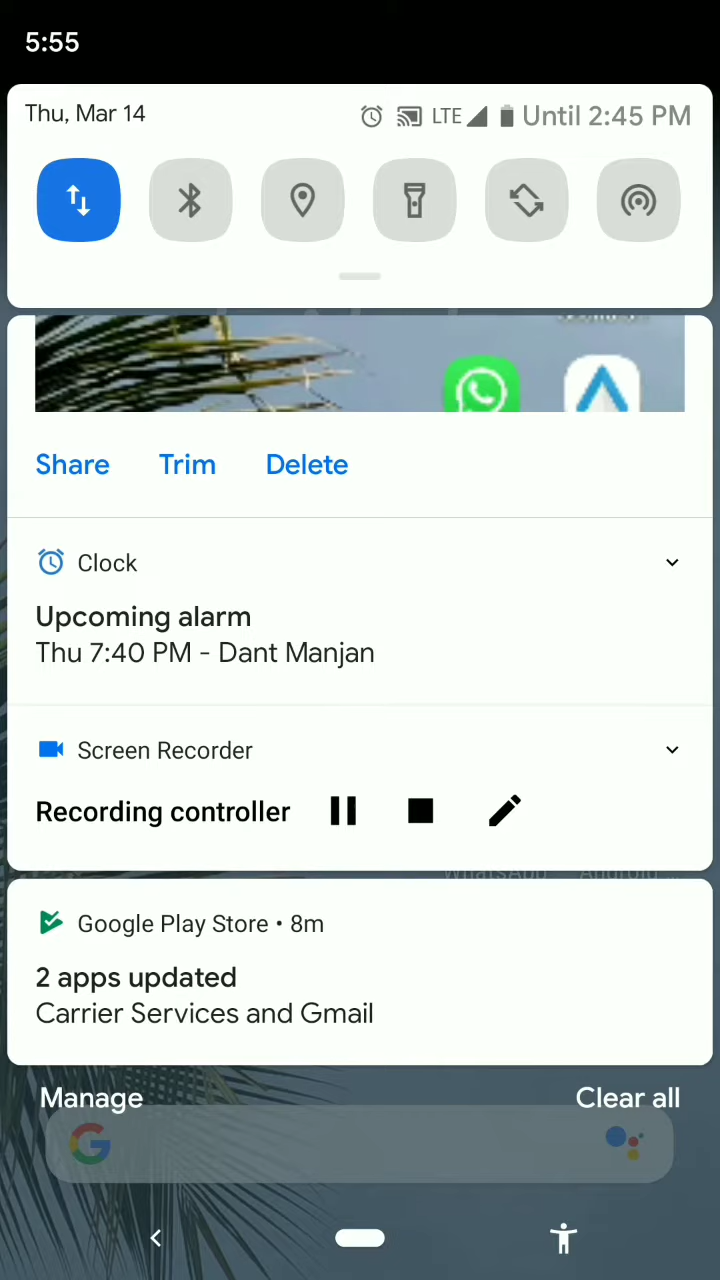 5:55
Thu, Mar 14
LTE
Until 2:45 PM
Share
Trim
Delete
Clock
Upcoming alarm
Thu 7:40 PM - Dant Manjan
Screen Recorder
Recording controller
WhatsApp
Google Play Store • 8m
2 apps updated
Carrier Services and Gmail
Manage
Clear all